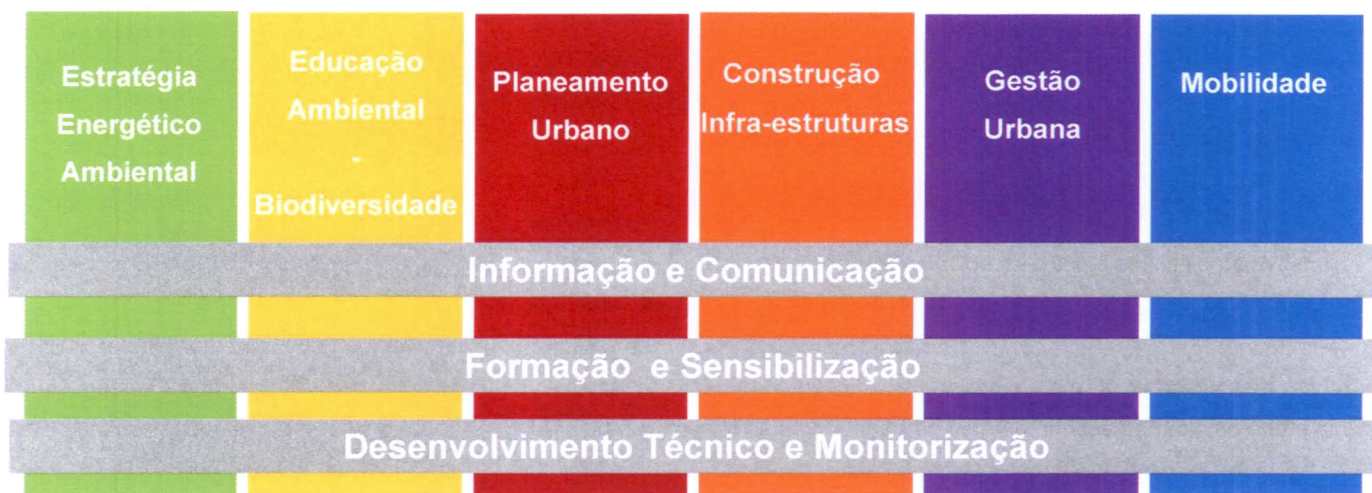 Estratégia
Energético
Ambiental
Educação
Ambiental
-
Biodiversidade
Planeamento
Urbano
Construção
Infra-estruturas
Gestão
Urbana
Mobilidade
Informação e Comunicação
Formação e Sensibilização
Desenvolvimento Técnico e Monitorização